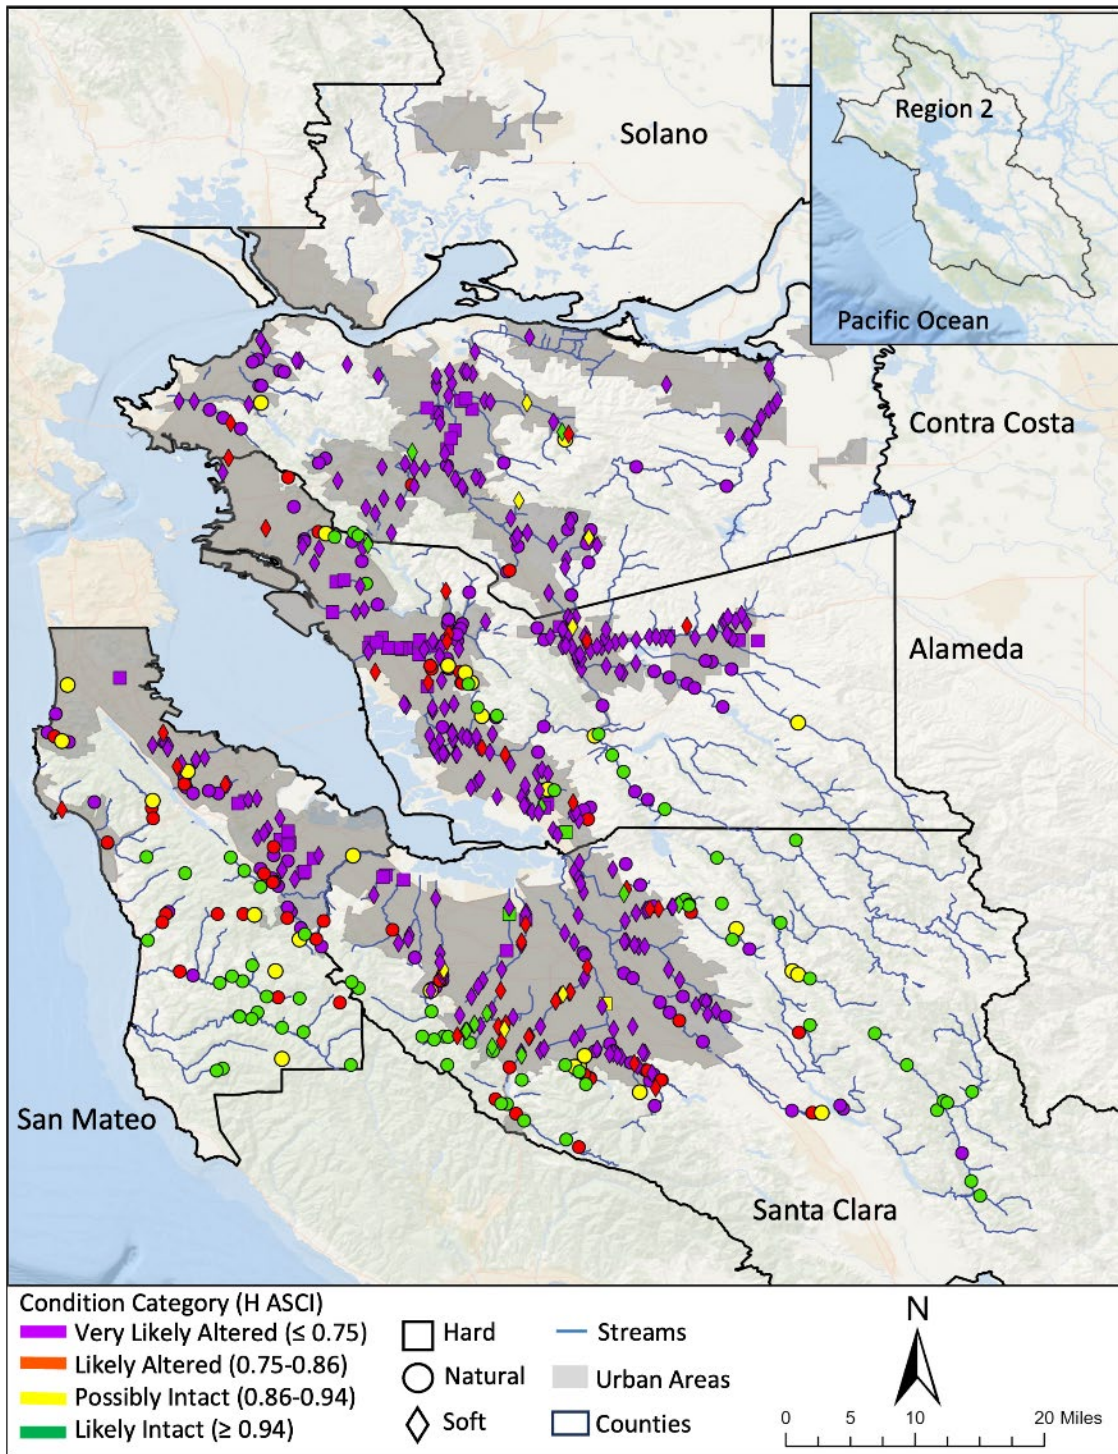 Region 2
Pacific Ocean
Solano
Contra Costa
Alameda
San Mateo
Santa Clara
Condition Category (H ASCI)
Very Likely Altered (≤ 0.75)
Likely Altered (0.75-0.86)
Possibly Intact (0.86-0.94)
Likely Intact (≥ 0.94)
Hard
Natural
Soft
Streams
Urban Areas
Counties
N
0 5 10 20 Miles